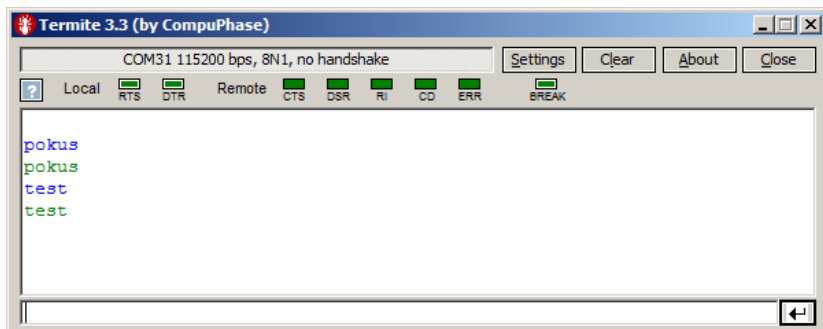 Termite 3.3 (by CompuPhase)
COM31 115200 bps, 8N1, no handshake Settings Clear About Close
? Local RTS DTR Remote CTS DSR RI CD ERR BREAK
pokus
pokus
test
test